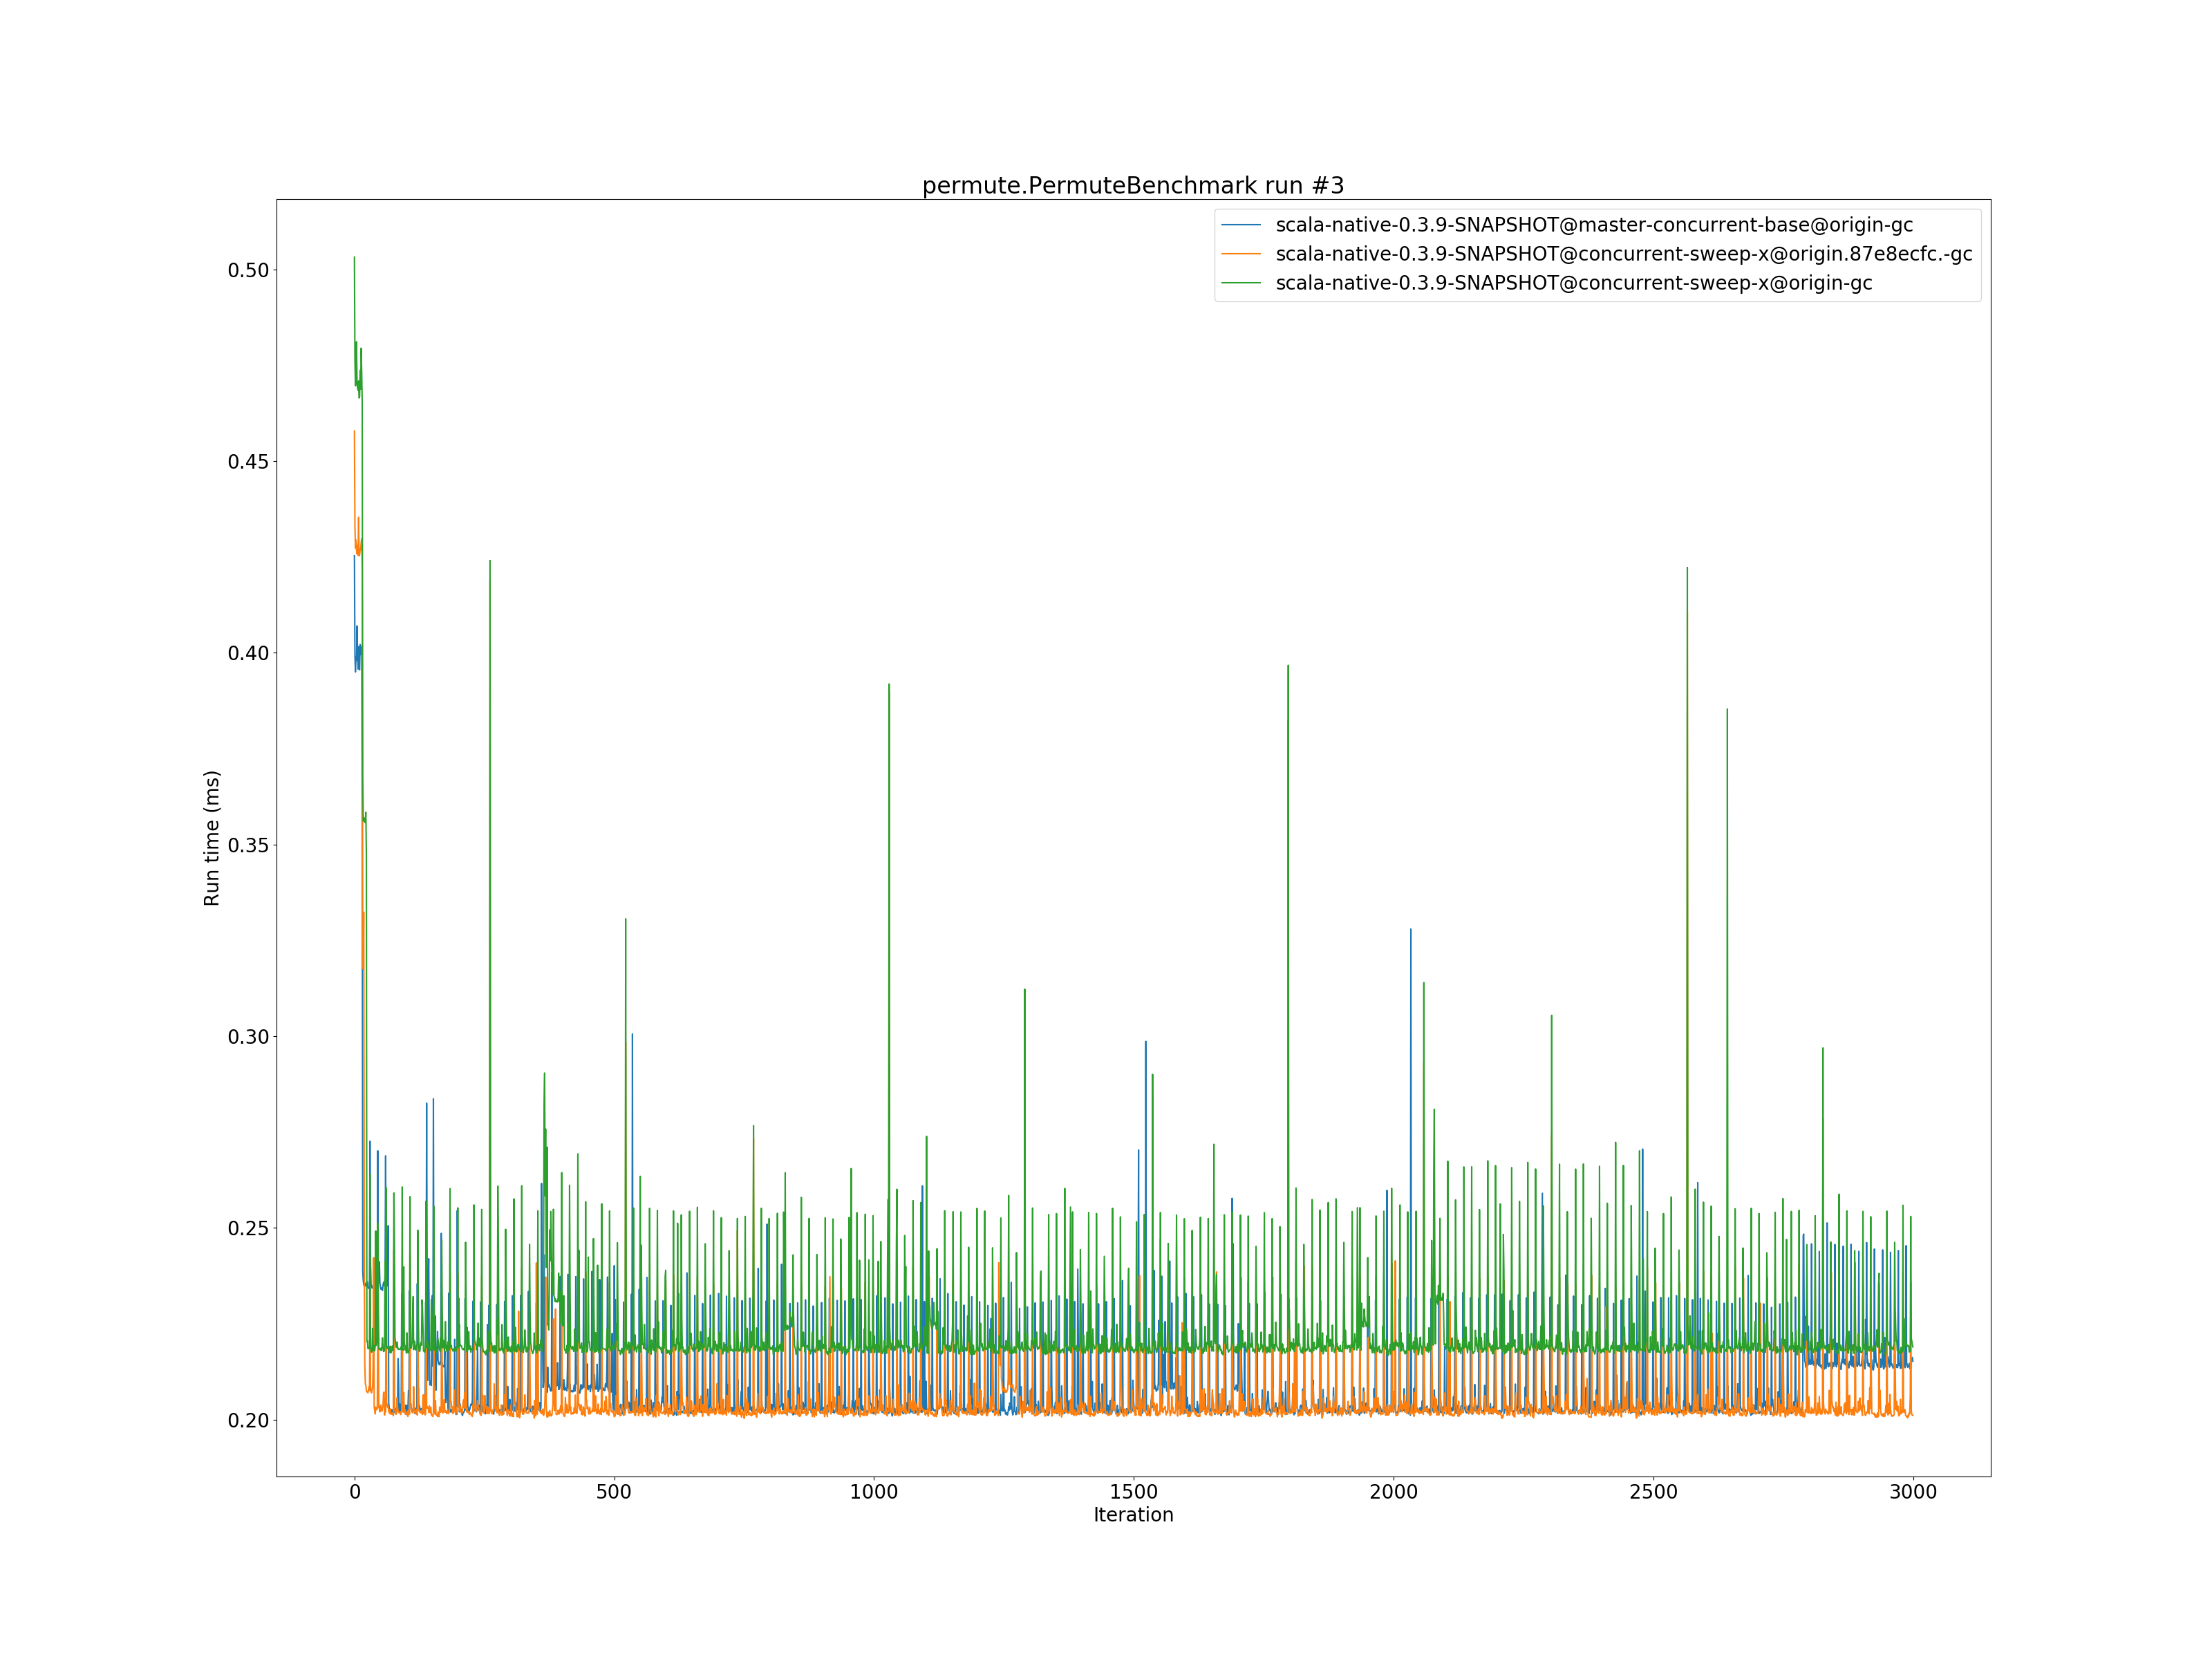 permute.PermuteBenchmark run #3
scala-native-0.3.9-SNAPSHOT@master-concurrent-base@origin-gc
scala-native-0.3.9-SNAPSHOT@concurrent-sweep-x@origin.87e8ecfc.-gc
scala-native-0.3.9-SNAPSHOT@concurrent-sweep-x@origin-gc
Run time (ms)
0.50
0.45
0.40
0.35
0.30
0.25
0.20
0
500
1000
1500
2000
2500
3000
Iteration